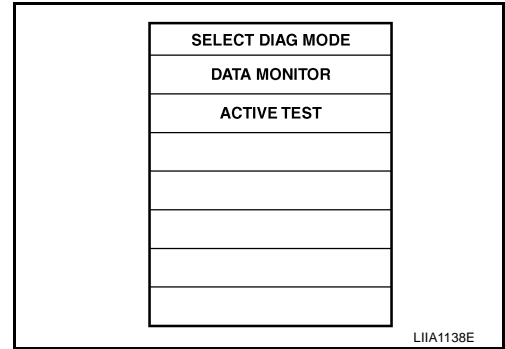 SELECT DIAG MODE
DATA MONITOR
ACTIVE TEST
LIIA1138E